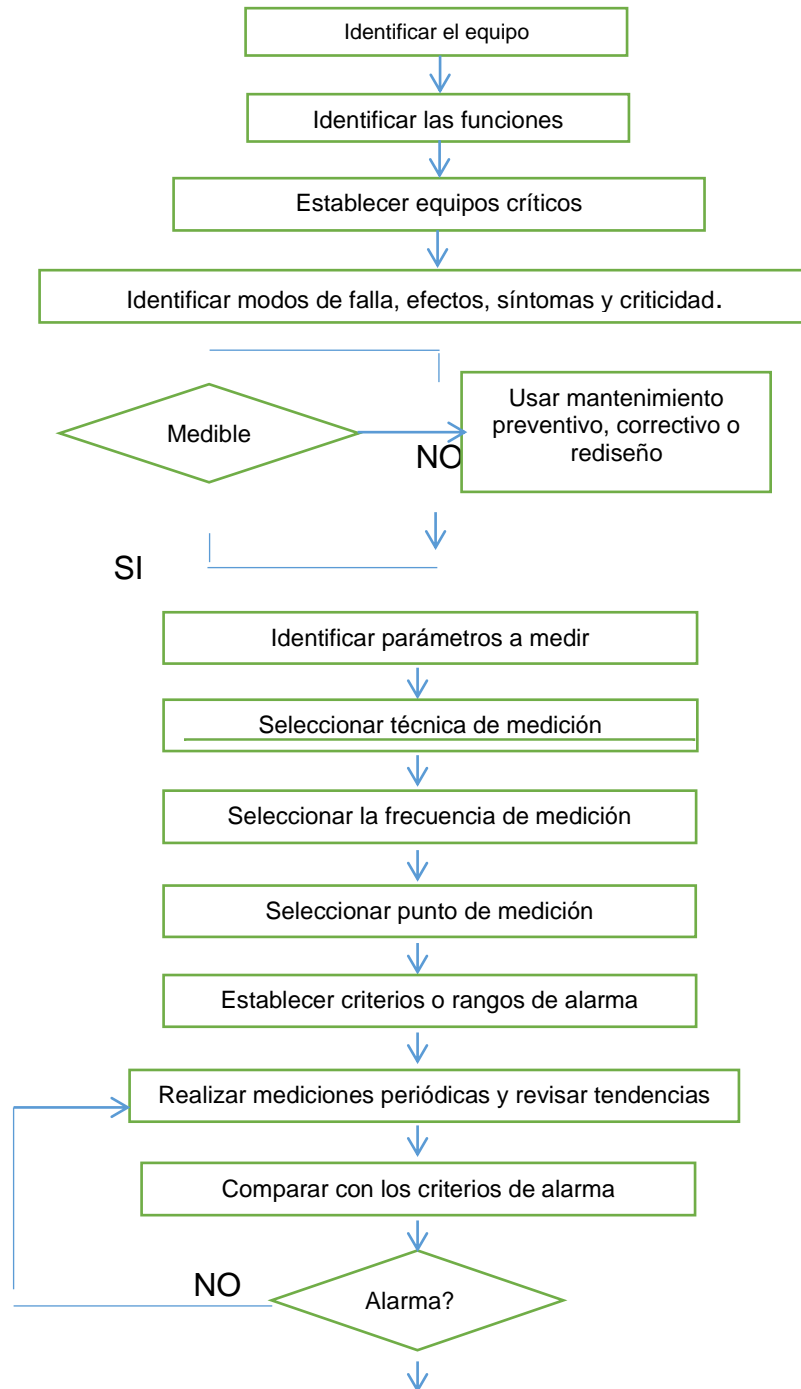 Identificar el equipo
Identificar las funciones
Establecer equipos críticos
Identificar modos de falla, efectos, síntomas y criticidad.
Medible
NO
Usar mantenimiento
preventivo, correctivo o
rediseño
SI
Identificar parámetros a medir
Seleccionar técnica de medición
Seleccionar la frecuencia de medición
Seleccionar punto de medición
Establecer criterios o rangos de alarma
Realizar mediciones periódicas y revisar tendencias
Comparar con los criterios de alarma
NO
Alarma?